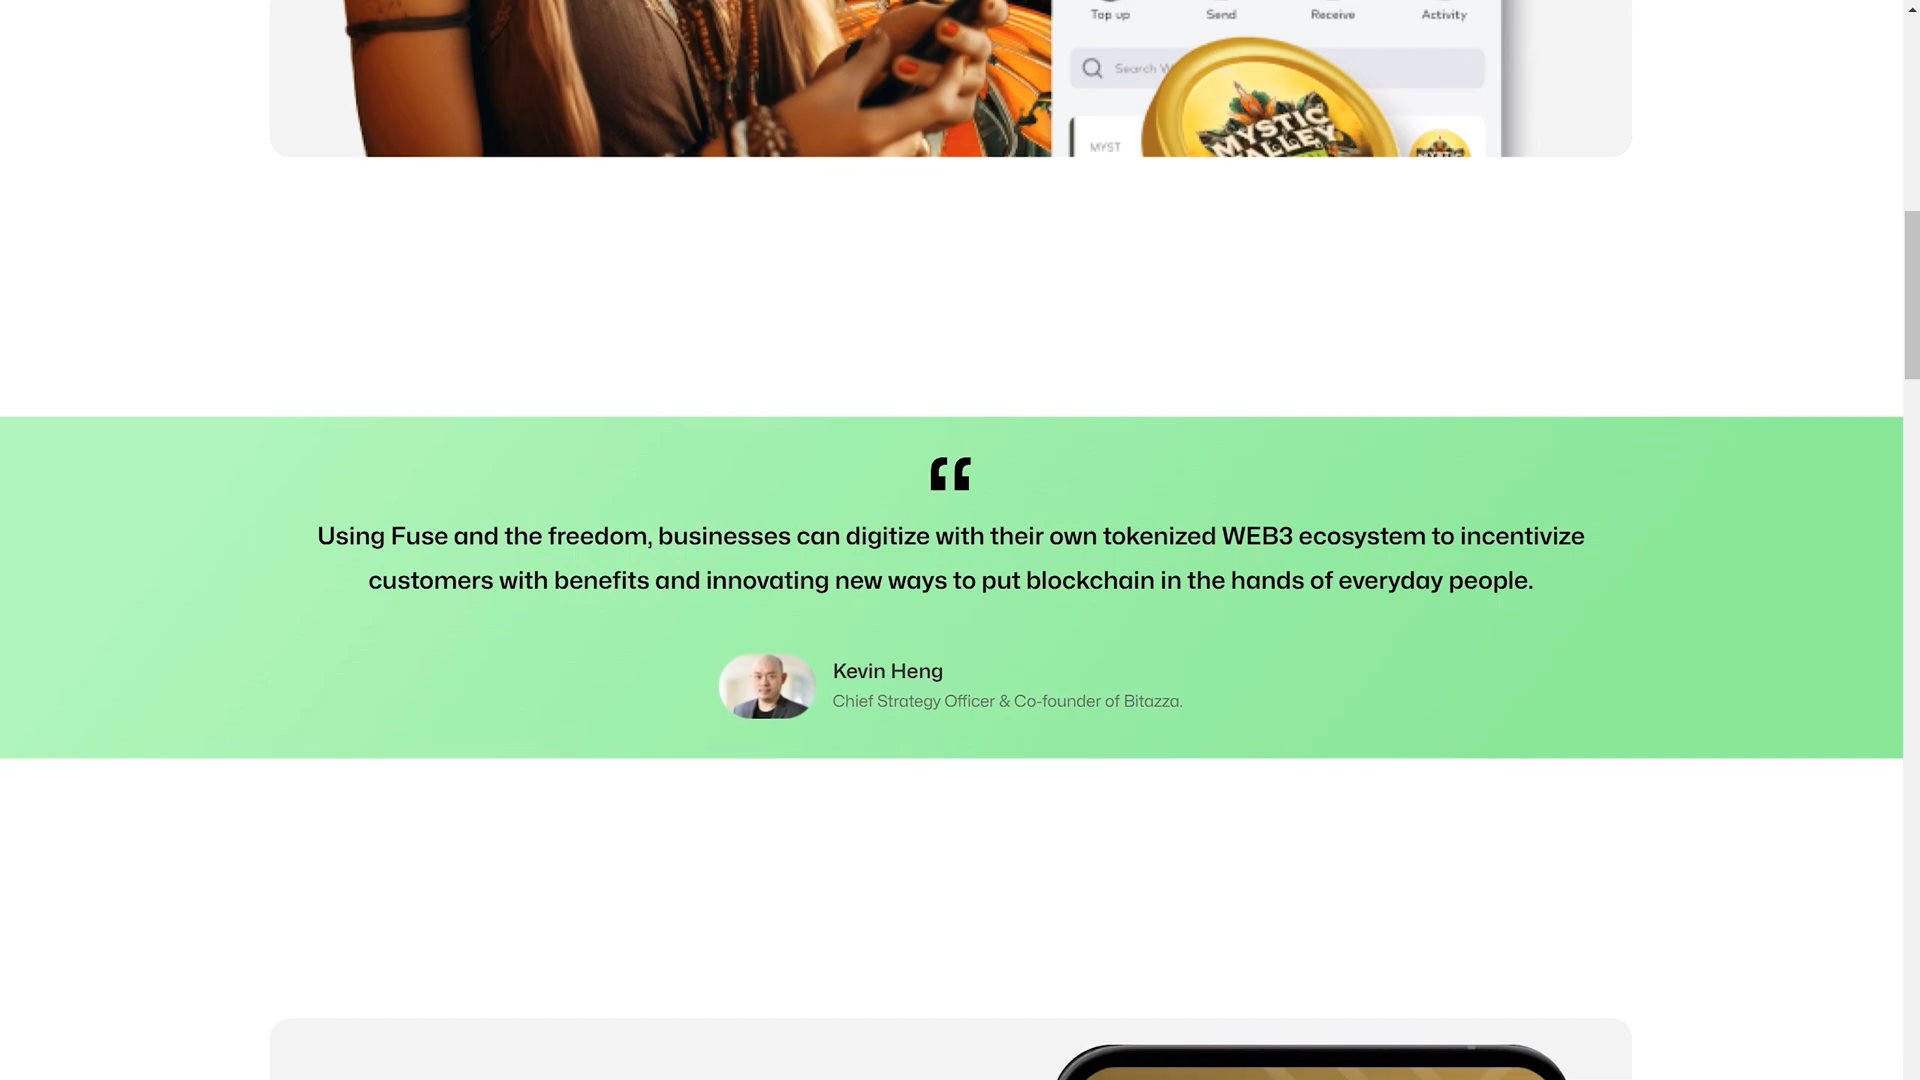 Top up Send Receive Activity
Search
MYST
MYSTIC
VALLEY
“
Using Fuse and the freedom, businesses can digitize with their own tokenized WEB3 ecosystem to incentivize
customers with benefits and innovating new ways to put blockchain in the hands of everyday people.
Kevin Heng
Chief Strategy Officer & Co-founder of Bitazza.